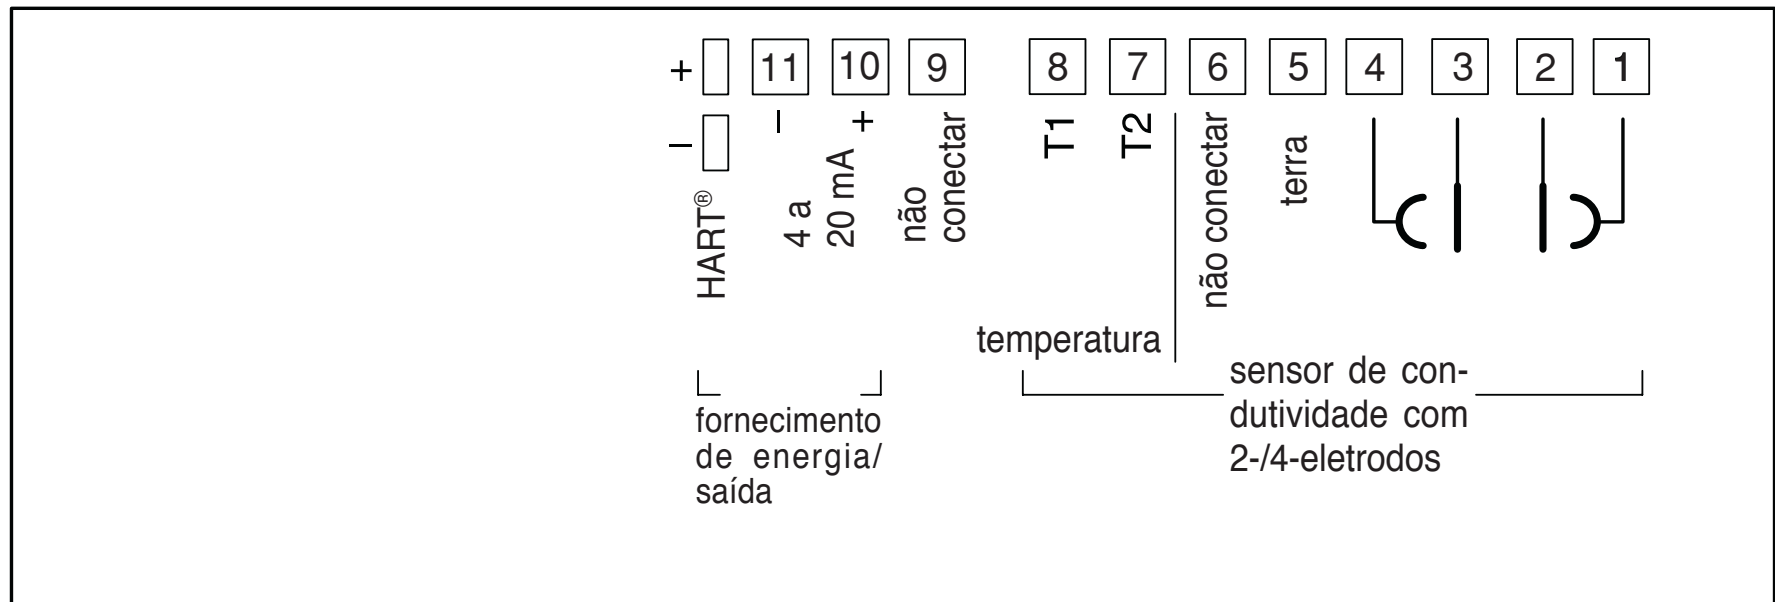 + 11 10 9 8 7 6 5 4 3 2 1
− − +
HART®
4 a
20 mA
não
conectar
T1
T2
não conectar
terra
temperatura
fornecimento
de energia/
saída
sensor de con-
dutividade com
2-/4-eletrodos